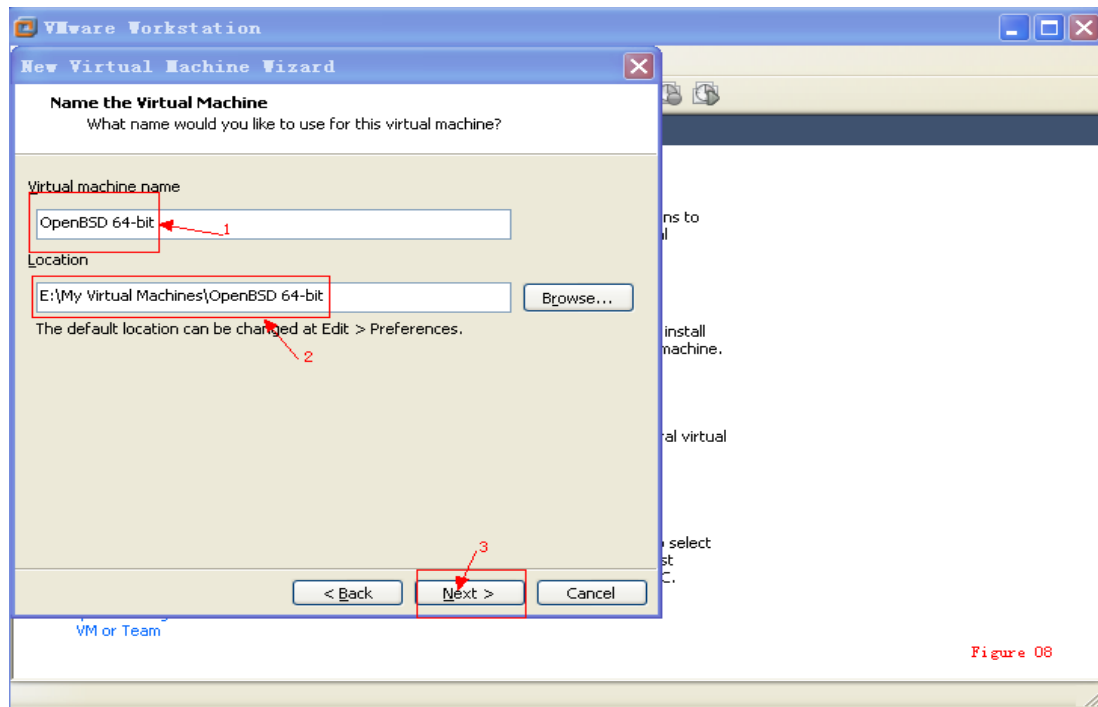 VMware Workstation
New Virtual Machine Wizard
Name the Virtual Machine
What name would you like to use for this virtual machine?
Virtual machine name
OpenBSD 64-bit
1
Location
E:\My Virtual Machines\OpenBSD 64-bit
Browse...
The default location can be changed at Edit > Preferences.
2
ns to
install
machine.
ral virtual
select
3
< Back
Next >
Cancel
VM or Team
Figure 08